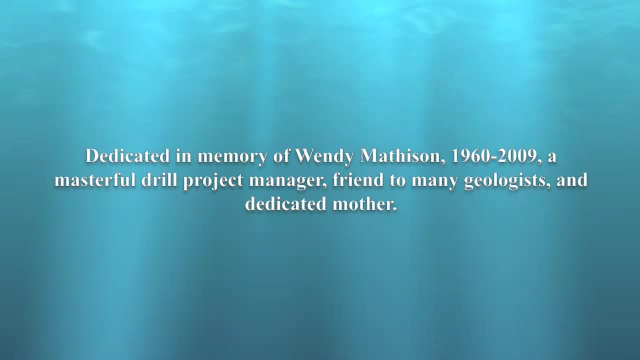 Dedicated in memory of Wendy Mathison, 1960-2009, a
masterful drill project manager, friend to many geologists, and
dedicated mother.